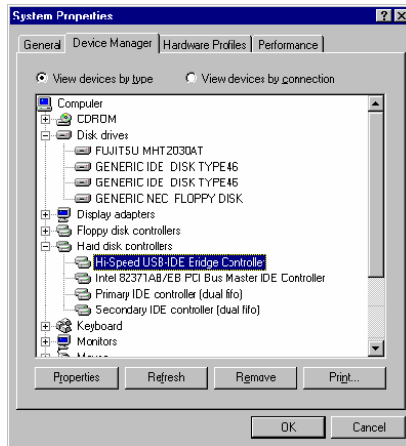 System Properties
General Device Manager Hardware Profiles Performance
View devices by type View devices by connection
Computer
CDROM
Disk drives
FUJITSU MHT2030AT
GENERIC IDE DISK TYPE46
GENERIC IDE DISK TYPE46
GENERIC NEC FLOPPY DISK
Display adapters
Floppy disk controllers
Hard disk controllers
Hi-Speed USB-IDE Bridge Controller
Intel 82371AB/EB PCI Bus Master IDE Controller
Primary IDE controller (dual fifo)
Secondary IDE controller (dual fifo)
Keyboard
Monitors
Mouse
Properties Refresh Remove Print...
OK Cancel